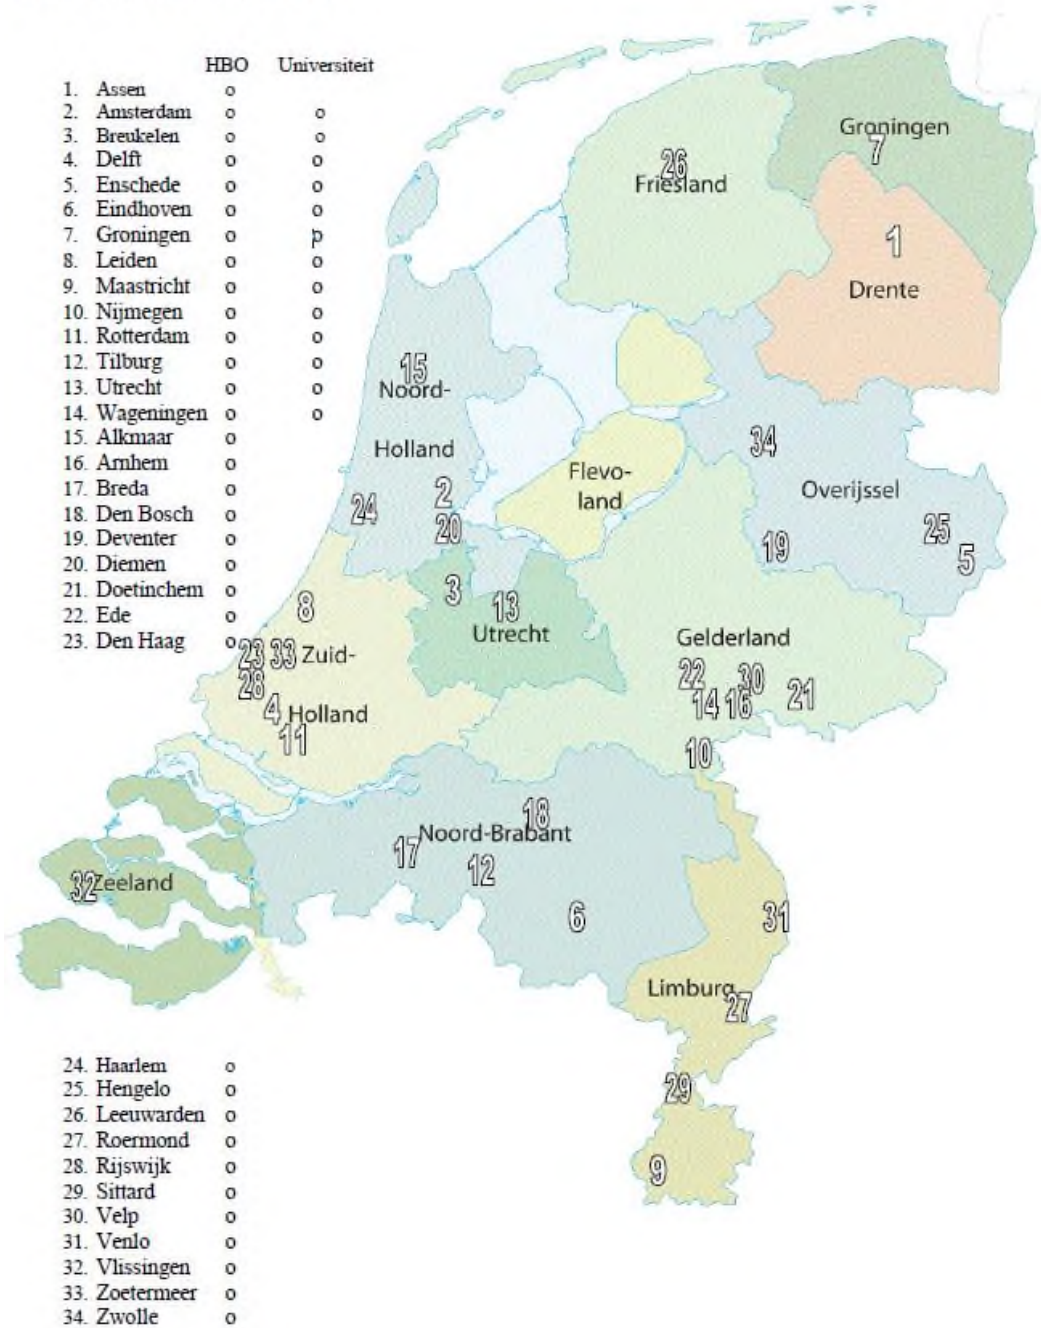 HBO Universiteit
1. Assen o
2. Amsterdam o o
3. Breukelen o o
4. Delft o o
5. Enschede o o
6. Eindhoven o o
7. Groningen o o
8. Leiden o o
9. Maastricht o o
10. Nijmegen o o
11. Rotterdam o o
12. Tilburg o o
13. Utrecht o o
14. Wageningen o o
15. Alkmaar o
16. Arnhem o
17. Breda o
18. Den Bosch o
19. Deventer o
20. Diemen o
21. Doetinchem o
22. Ede o
23. Den Haag o
Groningen
7
26
Friesland
1
Drente
15
Noord-
Holland
34
Flevo-
land
Overijssel
2
24
20
25
19
5
3
8
13
Utrecht
Gelderland
23 33 Zuid-
28
22
30
21
14
16
4 Holland
11
10
18
Noord-Brabant
17
12
32 Zeeland
6
31
Limburg
27
29
9
24. Haarlem o
25. Hengelo o
26. Leeuwarden o
27. Roermond o
28. Rijswijk o
29. Sittard o
30. Velp o
31. Venlo o
32. Vlissingen o
33. Zoetermeer o
34. Zwolle o